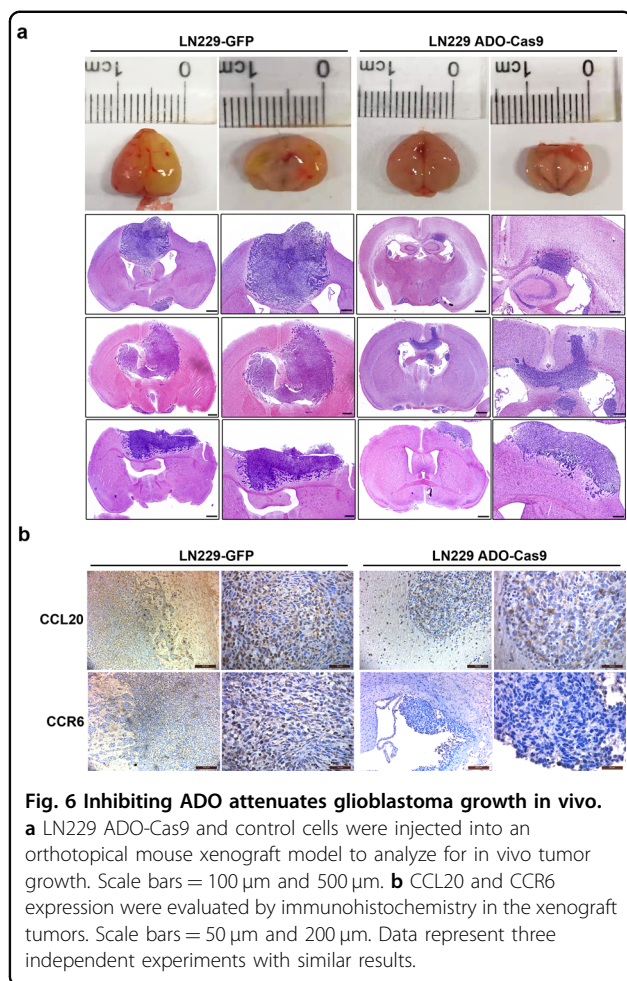 a
LN229-GFP LN229 ADO-Cas9
1cm 0 1cm 0 1cm 0 1cm 0
b
LN229-GFP LN229 ADO-Cas9
CCL20
CCR6
Fig. 6 Inhibiting ADO attenuates glioblastoma growth in vivo.
a LN229 ADO-Cas9 and control cells were injected into an
orthotopical mouse xenograft model to analyze for in vivo tumor
growth. Scale bars = 100 μm and 500 μm. b CCL20 and CCR6
expression were evaluated by immunohistochemistry in the xenograft
tumors. Scale bars = 50 μm and 200 μm. Data represent three
independent experiments with similar results.